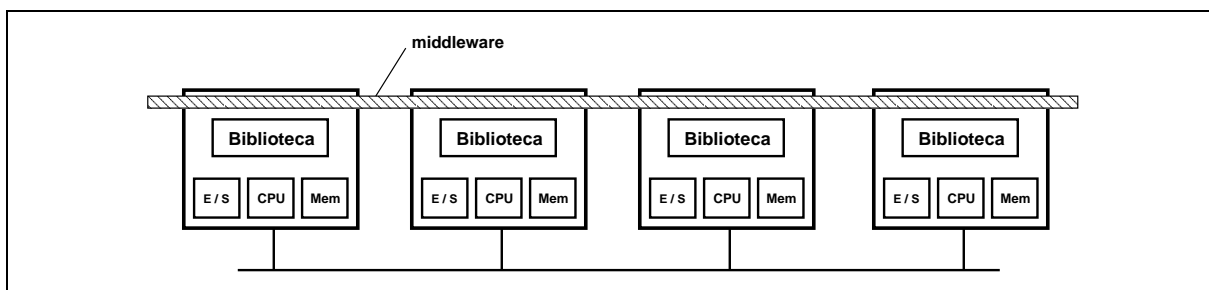 middleware
Biblioteca Biblioteca Biblioteca Biblioteca
E / S CPU Mem E / S CPU Mem E / S CPU Mem E / S CPU Mem